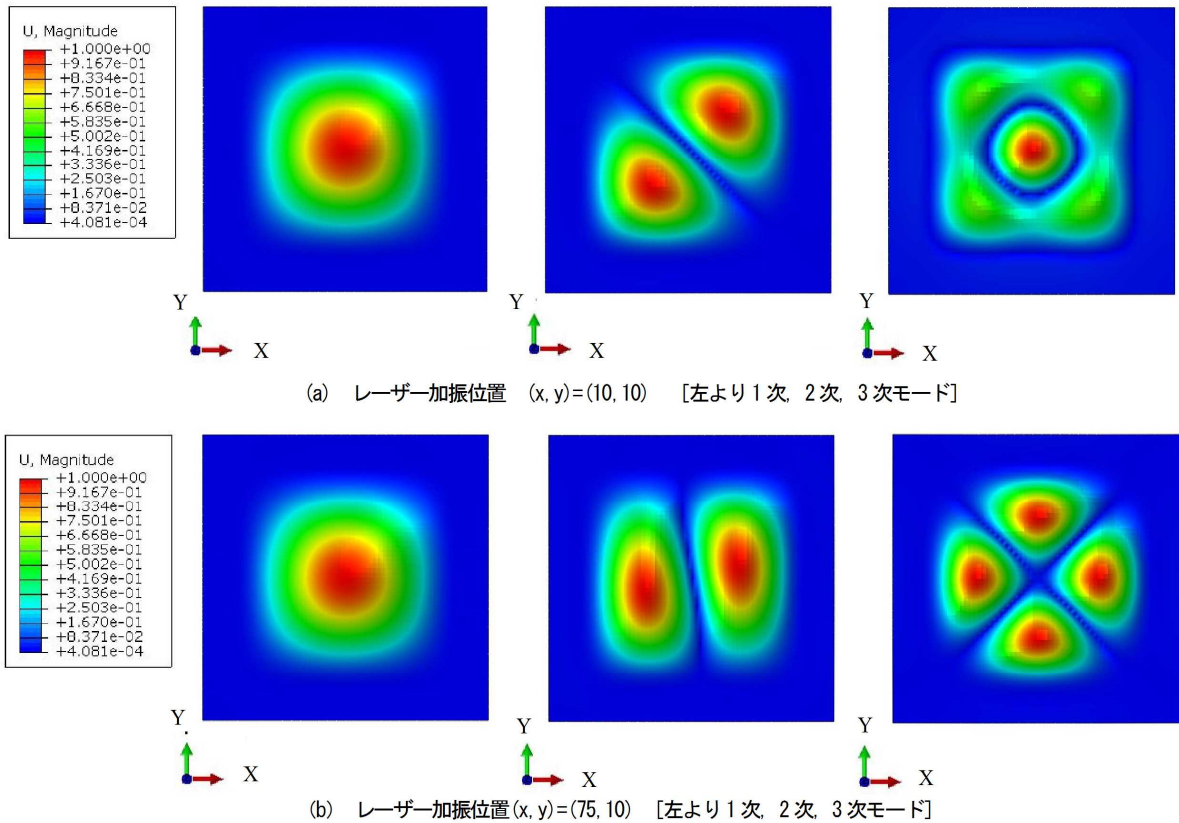 U, Magnitude
+1.000e+00
+9.167e-01
+8.334e-01
+7.501e-01
+6.668e-01
+5.835e-01
+5.002e-01
+4.169e-01
+3.336e-01
+2.503e-01
+1.670e-01
+8.371e-02
+4.081e-04
Y
X
Y
X
Y
X
(a) レーザー加振位置 (x, y)=(10, 10) [左より1次, 2次, 3次モード]
U, Magnitude
+1.000e+00
+9.167e-01
+8.334e-01
+7.501e-01
+6.668e-01
+5.835e-01
+5.002e-01
+4.169e-01
+3.336e-01
+2.503e-01
+1.670e-01
+8.371e-02
+4.081e-04
Y
X
Y
X
Y
X
(b) レーザー加振位置(x, y)=(75, 10) [左より1次, 2次, 3次モード]